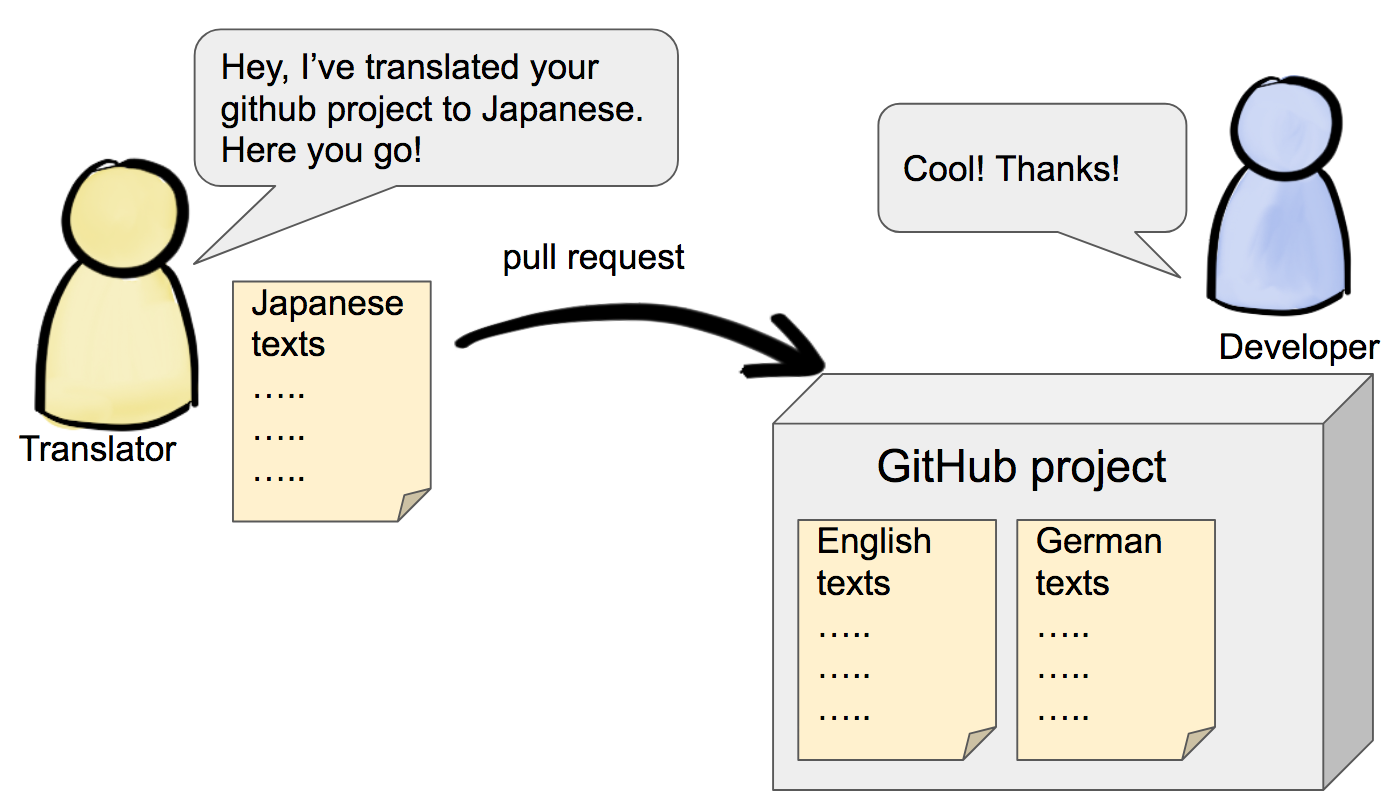 Hey, I’ve translated your
github project to Japanese.
Here you go!
Cool! Thanks!
pull request
Japanese
texts
…..
…..
…..
Translator
Developer
GitHub project
English
texts
…..
…..
…..
German
texts
…..
…..
…..